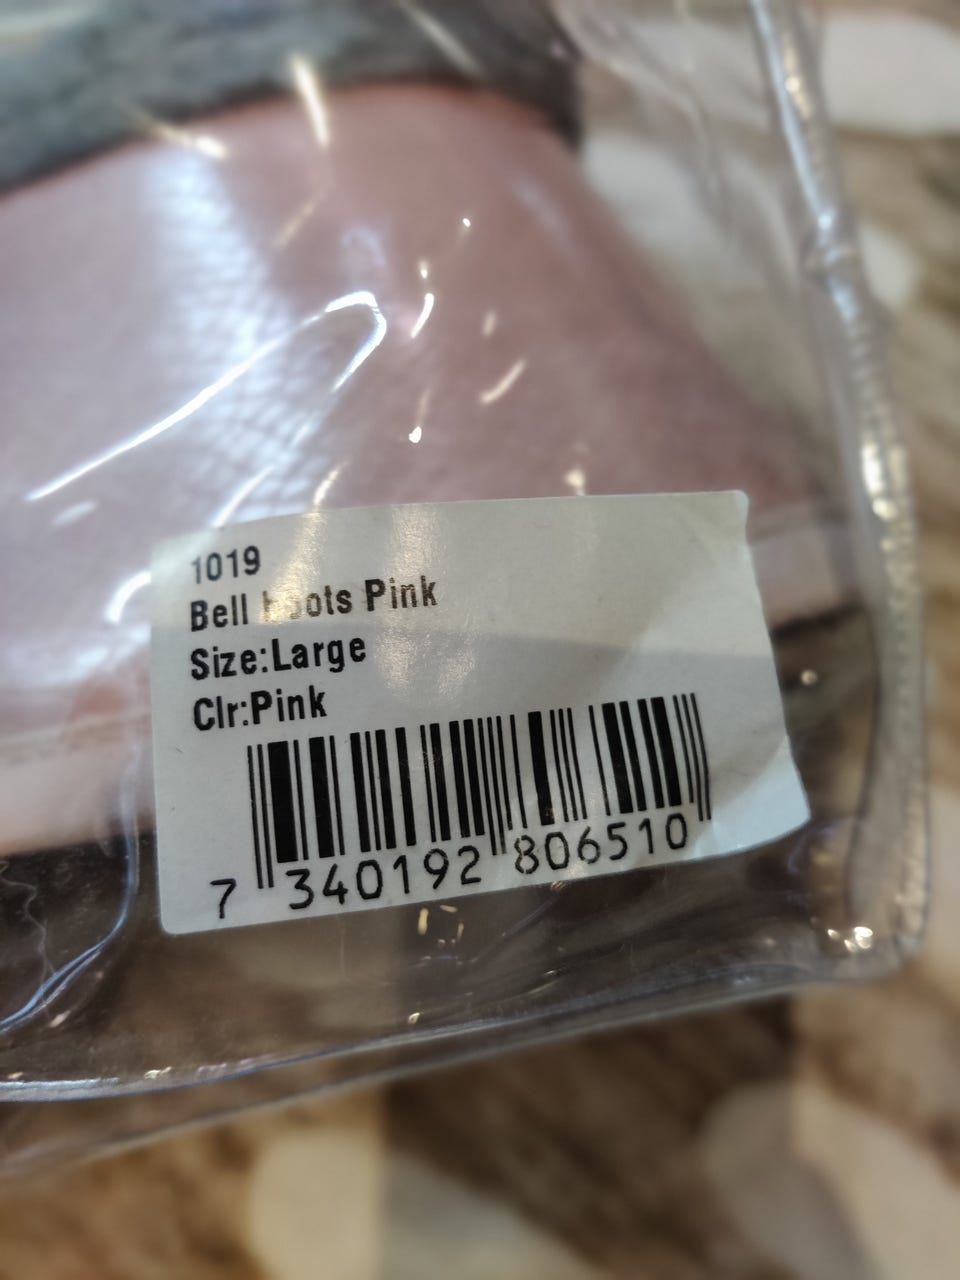 1019
Bell boots Pink
Size:Large
Clr:Pink
7 340192 806510